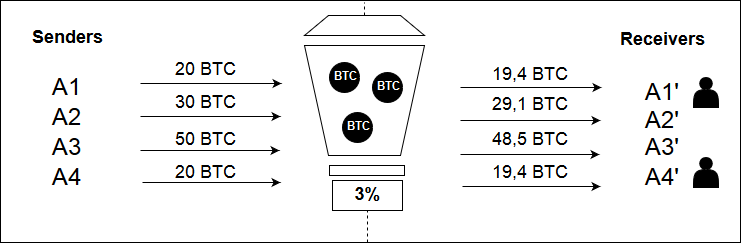 Senders
Receivers
A1 20 BTC BTC 19,4 BTC A1'
A2 30 BTC BTC 29,1 BTC A2'
A3 50 BTC BTC 48,5 BTC A3'
A4 20 BTC 19,4 BTC A4'
3%